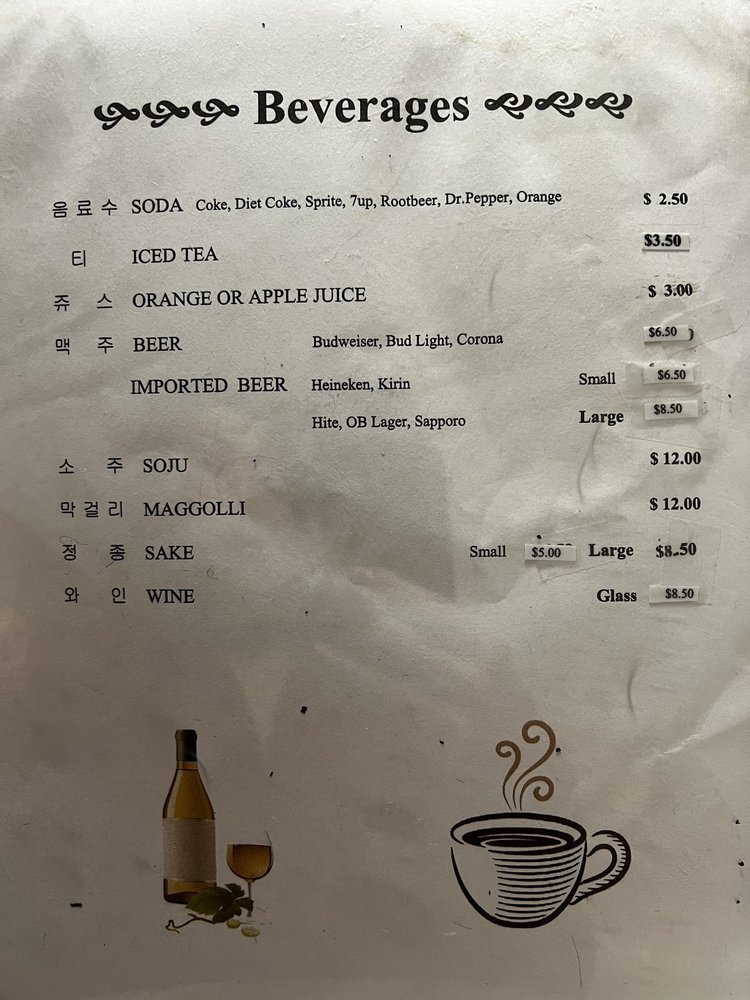 Beverages
음료수 SODA Coke, Diet Coke, Sprite, 7up, Rootbeer, Dr.Pepper, Orange $ 2.50
티 ICED TEA $3.50
쥬스 ORANGE OR APPLE JUICE $ 3.00
맥주 BEER Budweiser, Bud Light, Corona $6.50 )
IMPORTED BEER Heineken, Kirin Small $6.50
Hite, OB Lager, Sapporo Large $8.50
소주 SOJU $ 12.00
막걸리 MAGGOLLI $ 12.00
정종 SAKE Small $5.00 Large $8.50
와인 WINE Glass $8.50